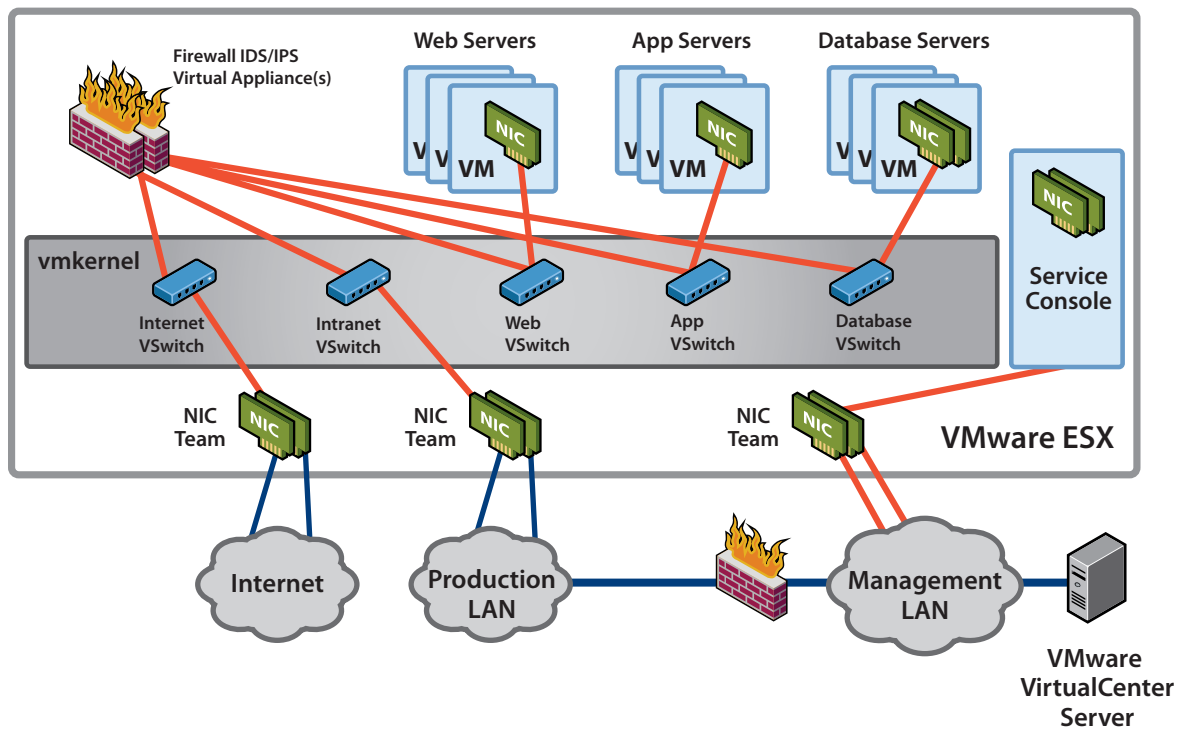 Firewall IDS/IPS
Virtual Appliance(s)
Web Servers
App Servers
Database Servers
NIC
V
V
VM
NIC
V
V
VM
NIC
V
V
VM
NIC
Service
Console
vmkernel
Internet
VSwitch
Intranet
VSwitch
Web
VSwitch
App
VSwitch
Database
VSwitch
NIC
Team
NIC
NIC
Team
NIC
NIC
Team
NIC
VMware ESX
Internet
Production
LAN
Management
LAN
VMware
VirtualCenter
Server